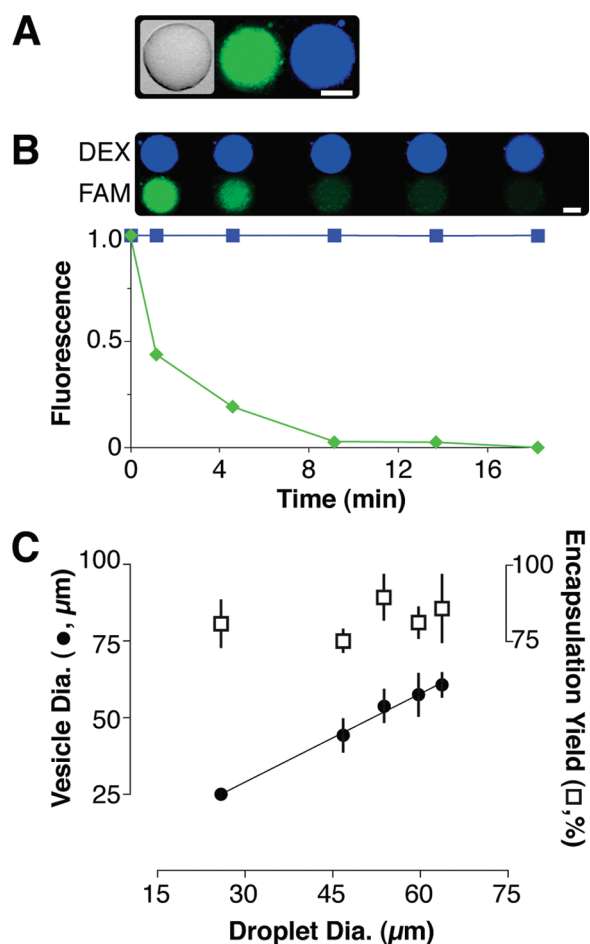 A
B
DEX
FAM
1.0
0.5
0
Fluorescence
0 4 8 12 16
Time (min)
C
100
75
50
25
Vesicle Dia. (●, µm)
100
75
Encapsulation Yield (□,%)
15 30 45 60 75
Droplet Dia. (µm)